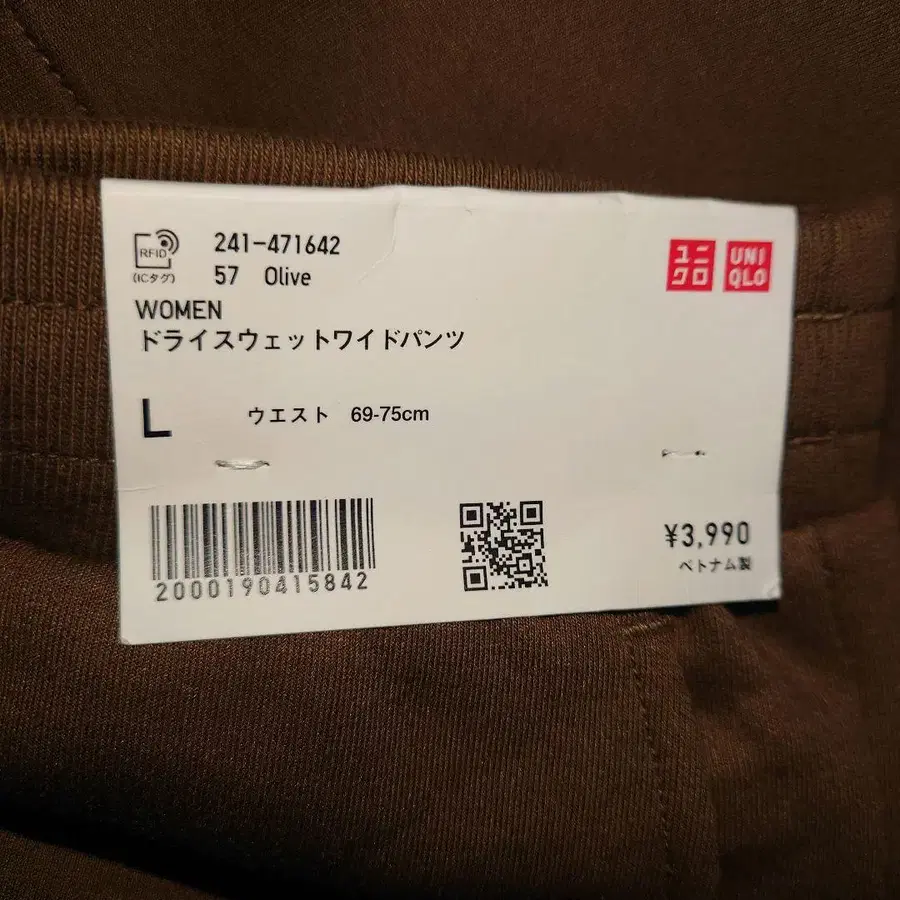 RFID
(ICタグ)
241-471642
57 Olive
ユニ
クロ
UNI
QLO
WOMEN
ドライスウェットワイドパンツ
L ウエスト 69-75cm
2000190415842
¥3,990
ベトナム製